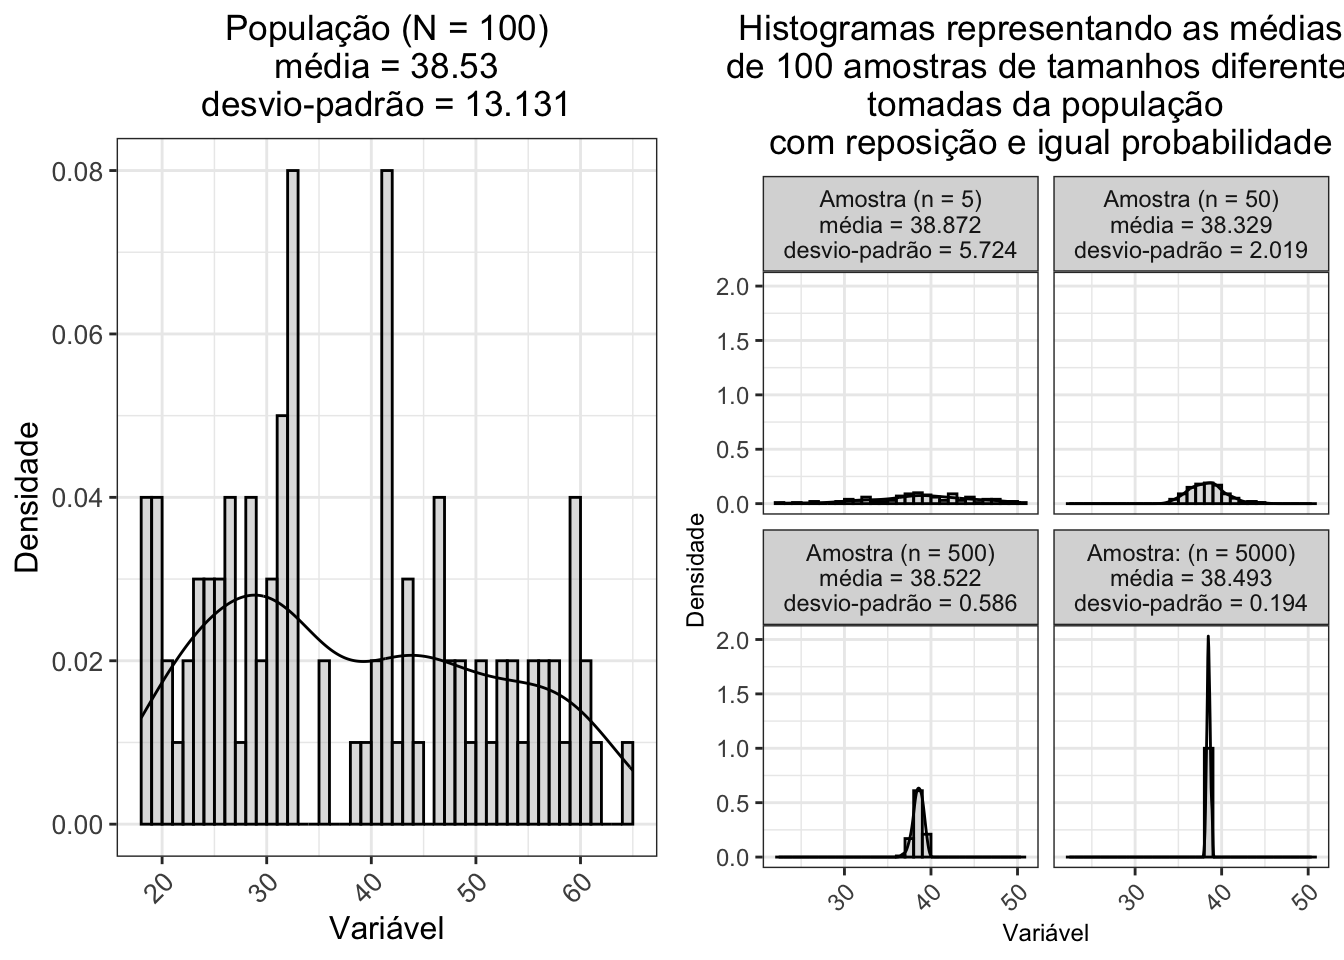 População (N = 100)
média = 38.53
desvio-padrão = 13.131
0.08
0.06
0.04
0.02
0.00
Densidade
20
30
40
50
60
Variável
Histogramas representando as médias
de 100 amostras de tamanhos diferente
tomadas da população
com reposição e igual probabilidade
Amostra (n = 5)
média = 38.872
desvio-padrão = 5.724
Amostra (n = 50)
média = 38.329
desvio-padrão = 2.019
2.0
1.5
1.0
0.5
0.0
Amostra (n = 500)
média = 38.522
desvio-padrão = 0.586
Amostra: (n = 5000)
média = 38.493
desvio-padrão = 0.194
2.0
1.5
1.0
0.5
0.0
Densidade
30
40
50
30
40
50
Variável